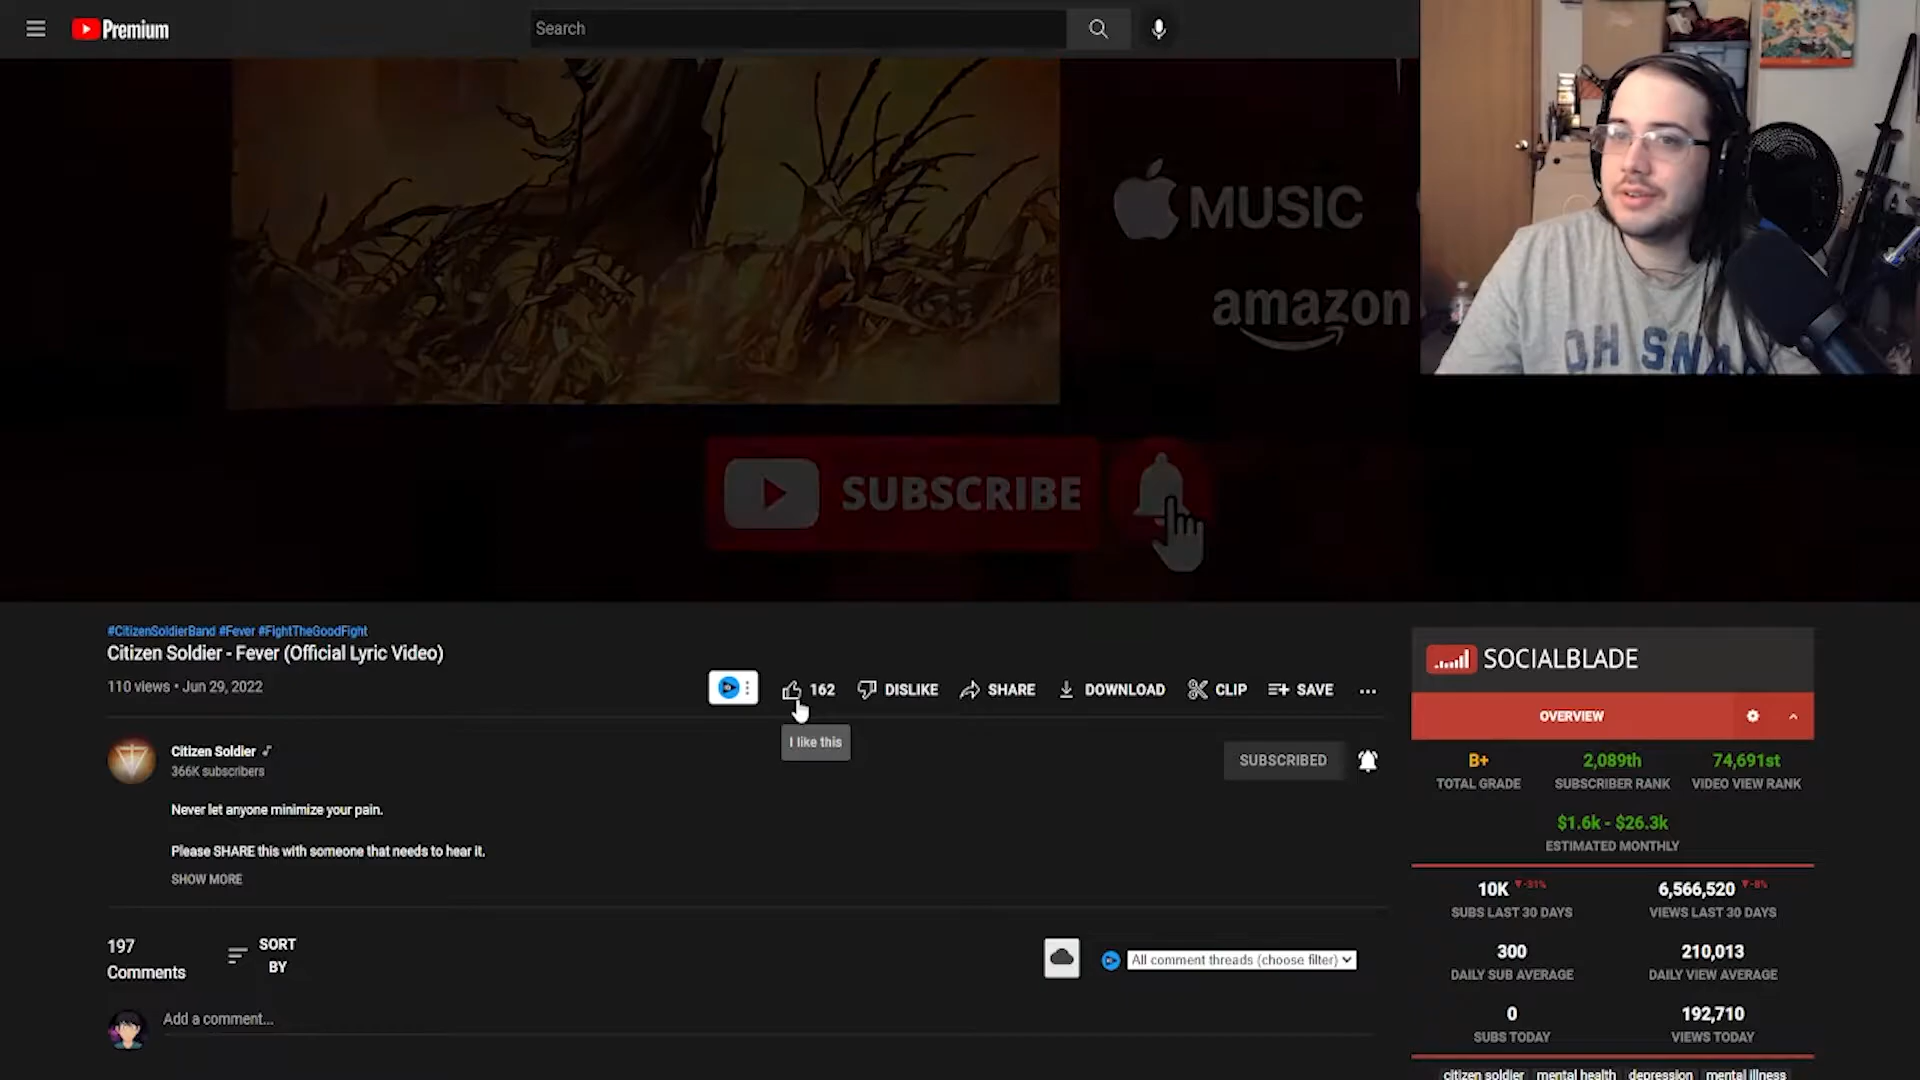 Premium
Search
MUSIC
amazon
OH SNA
SUBSCRIBE
#CitizenSoldierBand #Fever #FightTheGoodFight
Citizen Soldier - Fever (Official Lyric Video)
110 views • Jun 29, 2022
162
DISLIKE
SHARE
DOWNLOAD
CLIP
SAVE
I like this
Citizen Soldier
366K subscribers
SUBSCRIBED
Never let anyone minimize your pain.
Please SHARE this with someone that needs to hear it.
SHOW MORE
197
Comments
SORT
BY
All comment threads (choose filter)
Add a comment...
SOCIALBLADE
OVERVIEW
B+ 2,089th 74,691st
TOTAL GRADE SUBSCRIBER RANK VIDEO VIEW RANK
$1.6k - $26.3k
ESTIMATED MONTHLY
10K ▼-31% 6,566,520 ▼-8%
SUBS LAST 30 DAYS VIEWS LAST 30 DAYS
300 210,013
DAILY SUB AVERAGE DAILY VIEW AVERAGE
0 192,710
SUBS TODAY VIEWS TODAY
citizen soldier mental health depression mental illness